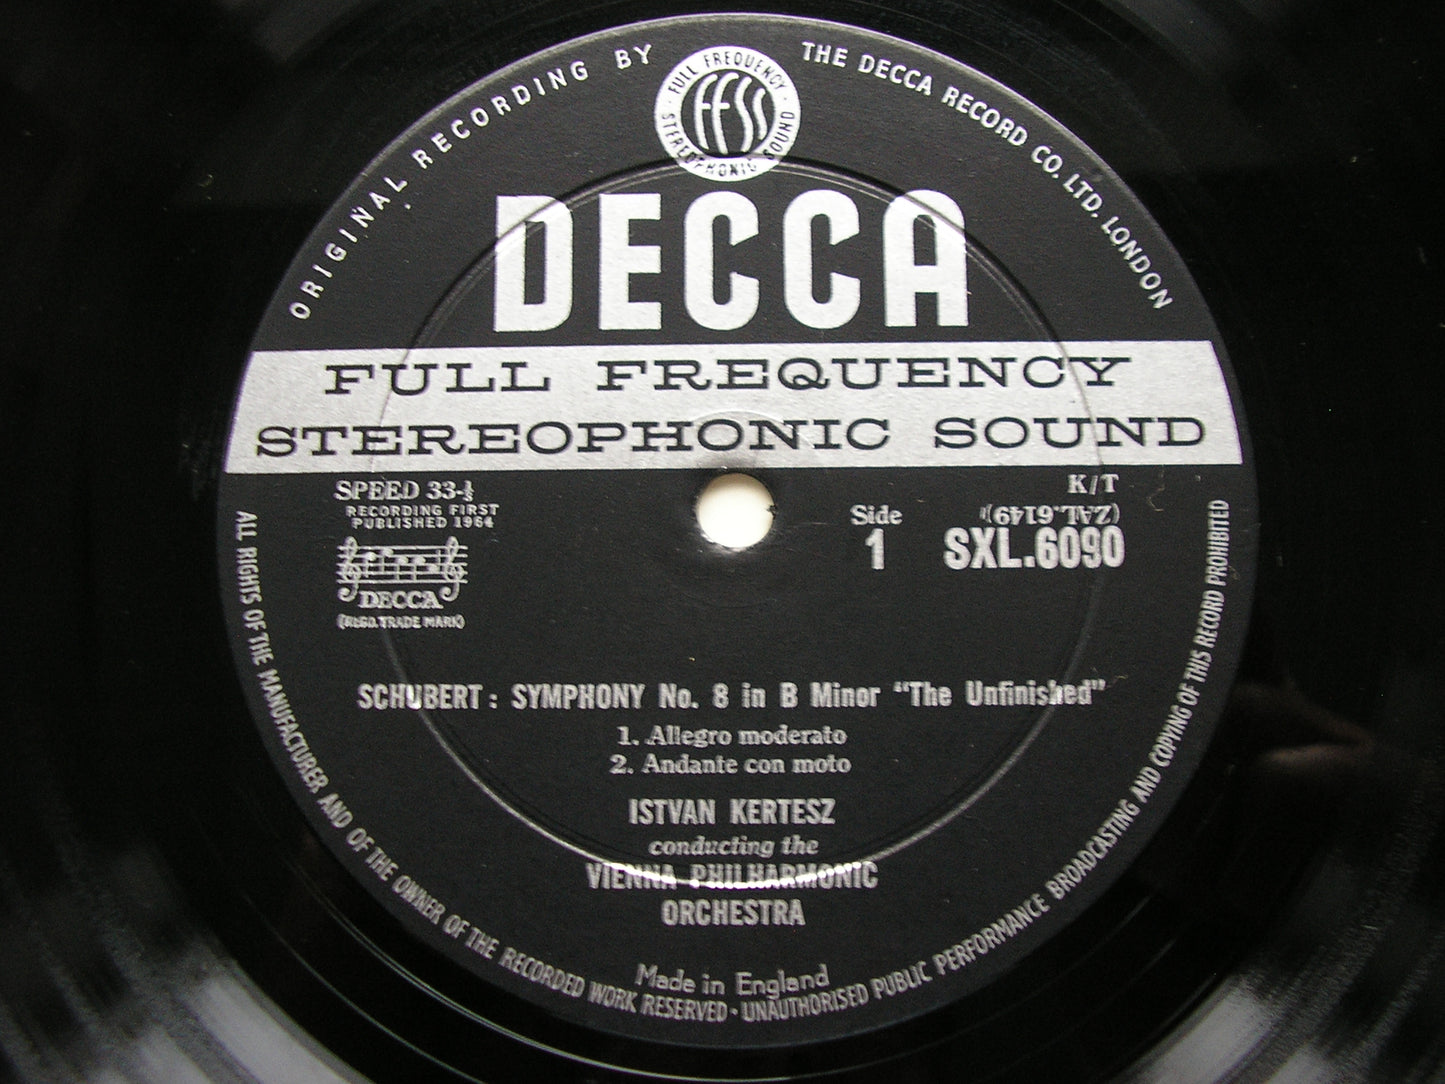 ORIGINAL RECORDING BY THE DECCA RECORD CO. LTD. LONDON
FULL FREQUENCY STEREOPHONIC SOUND
FFSS
DECCA
FULL FREQUENCY
STEREOPHONIC SOUND
SPEED 33-⅓
RECORDING FIRST
PUBLISHED 1964
DECCA
(REGD. TRADE MARK)
K/T
(ZAL.6149)
Side
1
SXL.6090
SCHUBERT: SYMPHONY No. 8 in B Minor "The Unfinished"
1. Allegro moderato
2. Andante con moto
ISTVAN KERTESZ
conducting the
VIENNA PHILHARMONIC
ORCHESTRA
Made in England
ALL RIGHTS OF THE MANUFACTURER AND OF THE OWNER OF THE RECORDED WORK RESERVED · UNAUTHORISED PUBLIC PERFORMANCE BROADCASTING AND COPYING OF THIS RECORD PROHIBITED